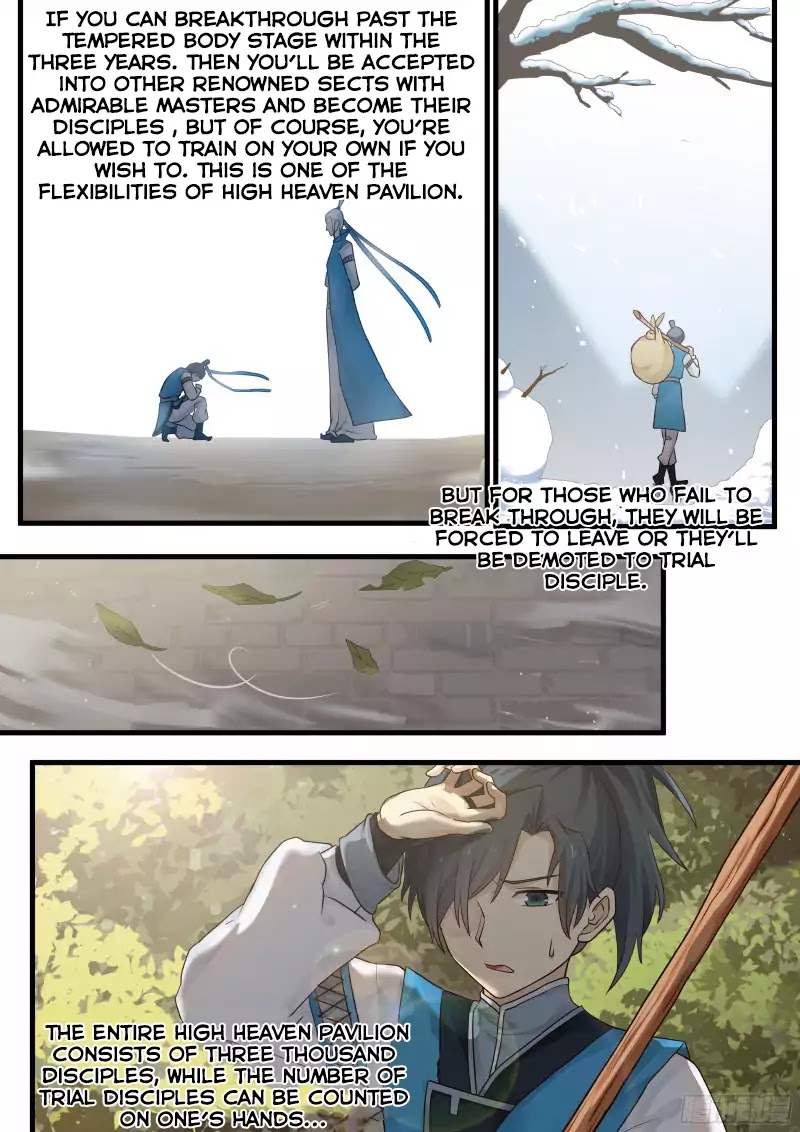 IF YOU CAN BREAKTHROUGH PAST THE
TEMPERED BODY STAGE WITHIN THE
THREE YEARS. THEN YOU'LL BE ACCEPTED
INTO OTHER RENOWNED SECTS WITH
ADMIRABLE MASTERS AND BECOME THEIR
DISCIPLES , BUT OF COURSE, YOU'RE
ALLOWED TO TRAIN ON YOUR OWN IF YOU
WISH TO. THIS IS ONE OF THE
FLEXIBILITIES OF HIGH HEAVEN PAVILION.
BUT FOR THOSE WHO FAIL TO
BREAK THROUGH, THEY WILL BE
FORCED TO LEAVE OR THEY'LL
BE DEMOTED TO TRIAL
DISCIPLE.
THE ENTIRE HIGH HEAVEN PAVILION
CONSISTS OF THREE THOUSAND
DISCIPLES, WHILE THE NUMBER OF
TRIAL DISCIPLES CAN BE COUNTED
ON ONE'S HANDS...